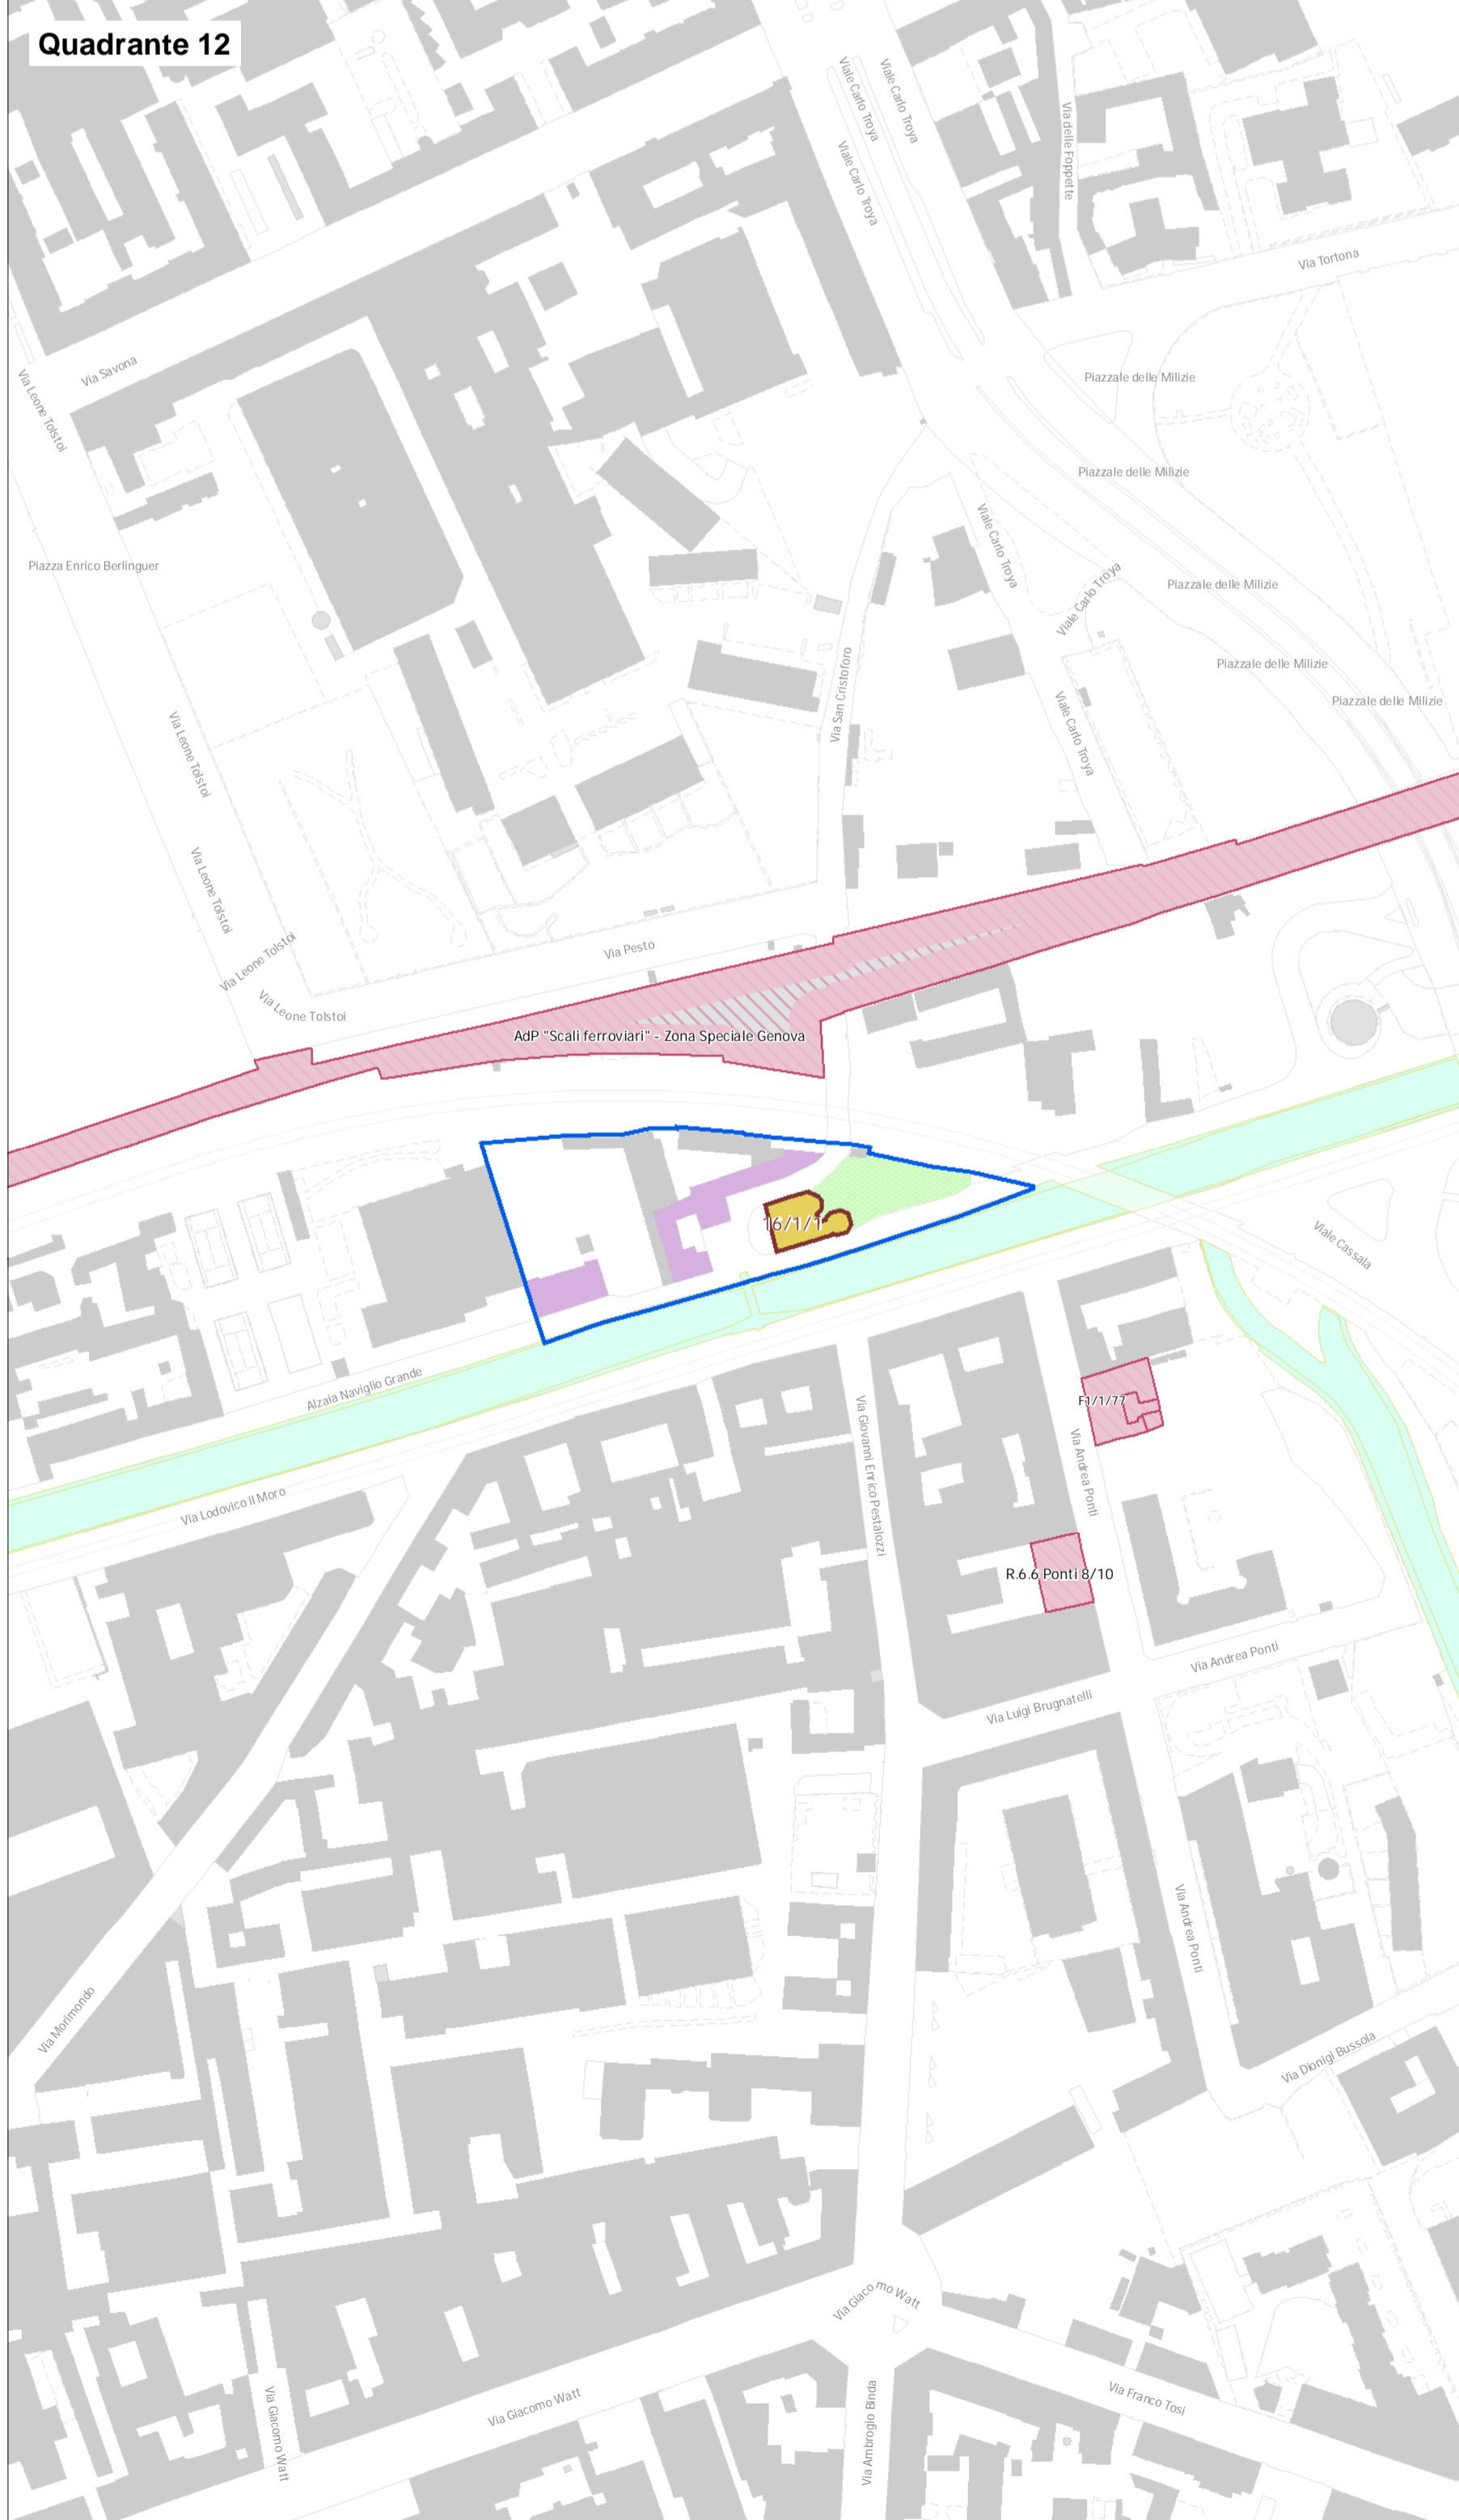 Quadrante 12
Viale Carlo Troya
Viale Carlo Troya
Viale Carlo Troya
Via delle Foppette
Via Tortona
Via Savona
Via Leone Tolstoi
Piazzale delle Milizie
Piazzale delle Milizie
Viale Carlo Troya
Piazza Enrico Berlinguer
Viale Carlo Troya
Piazzale delle Milizie
Via San Cristoforo
Piazzale delle Milizie
Piazzale delle Milizie
Viale Carlo Troya
Via Leone Tolstoi
Via Leone Tolstoi
Via Leone Tolstoi
Via Pesto
Via Leone Tolstoi
AdP "Scali ferroviari" - Zona Speciale Genova
16/1/1
Viale Cassala
Alzaia Naviglio Grande
F1/1/77
Via Giovanni Enrico Pestalozzi
Via Andrea Ponti
Via Lodovico il Moro
R.6.6 Ponti 8/10
Via Andrea Ponti
Via Luigi Brugnatelli
Via Andrea Ponti
Via Morimondo
Via Dionigi Bussola
Via Giacomo Watt
Via Giacomo Watt
Via Giacomo Watt
Via Ambrogio Binda
Via Franco Tosi